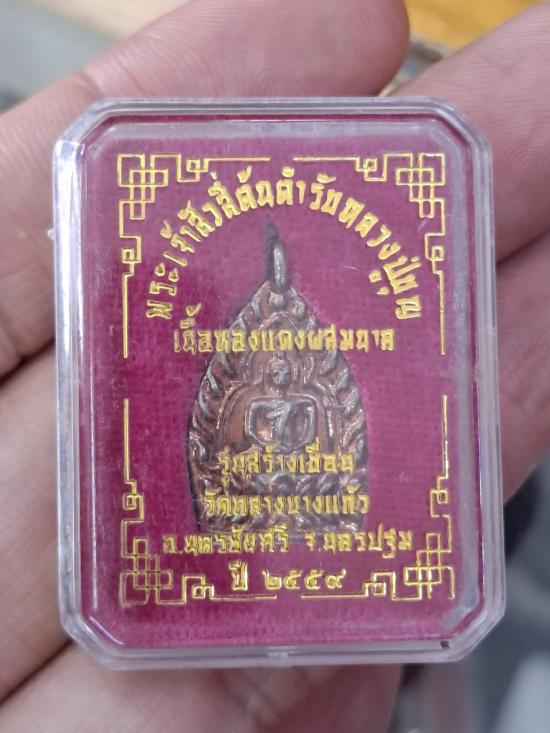 พระเจ้าสัวสี่ต้นตำรับหลวงปู่บุญ
เนื้อทองแดงผสมนาค
รุ่นสร้างเขื่อน
วัดกลางบางแก้ว
อ.นครชัยศรี จ.นครปฐม
ปี ๒๕๕๙